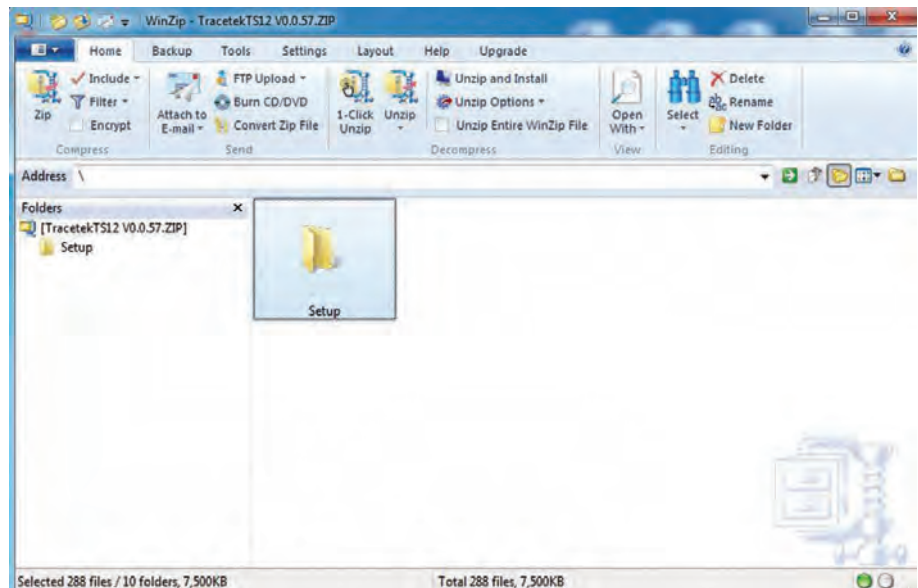 WinZip - TracetekTS12 V0.0.57.ZIP
Home Backup Tools Settings Layout Help Upgrade
Zip
Include
Filter
Encrypt
Compress
Attach to
E-mail
FTP Upload
Burn CD/DVD
Convert Zip File
Send
1-Click
Unzip
Unzip
Unzip and Install
Unzip Options
Unzip Entire WinZip File
Decompress
Open
With
View
Select
Delete
Rename
New Folder
Editing
Address \
Folders x
[TracetekTS12 V0.0.57.ZIP]
Setup
Setup
Selected 288 files / 10 folders, 7,500KB
Total 288 files, 7,500KB